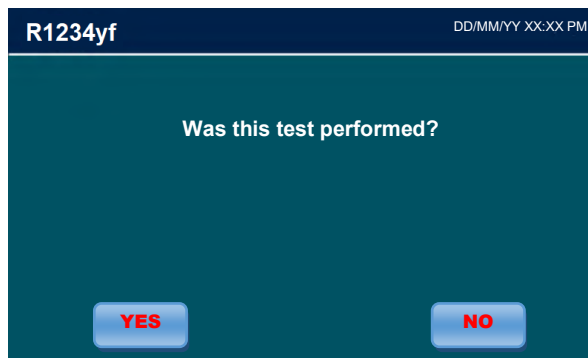 R1234yf DD/MM/YY XX:XX PM
Was this test performed?
YES NO